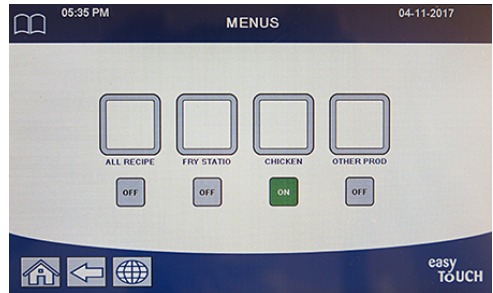 05:35 PM
MENUS
04-11-2017
ALL RECIPE
FRY STATIO
CHICKEN
OTHER PROD
OFF
OFF
ON
OFF
easy
TOUCH